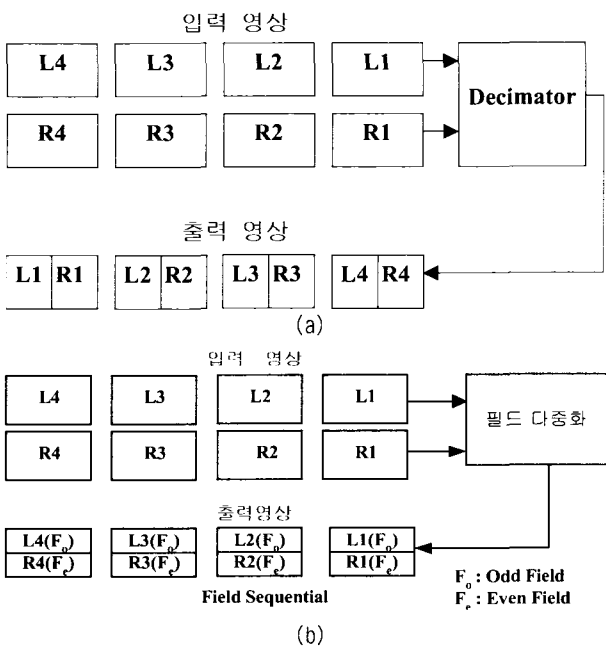 입력 영상
L4 L3 L2 L1
Decimator
R4 R3 R2 R1
출력 영상
L1 R1 L2 R2 L3 R3 L4 R4
(a)
입력 영상
L4 L3 L2 L1
필드 다중화
R4 R3 R2 R1
출력영상
L4(Fₒ) L3(Fₒ) L2(Fₒ) L1(Fₒ)
R4(Fₑ) R3(Fₑ) R2(Fₑ) R1(Fₑ)
Field Sequential
Fₒ : Odd Field
Fₑ : Even Field
(b)